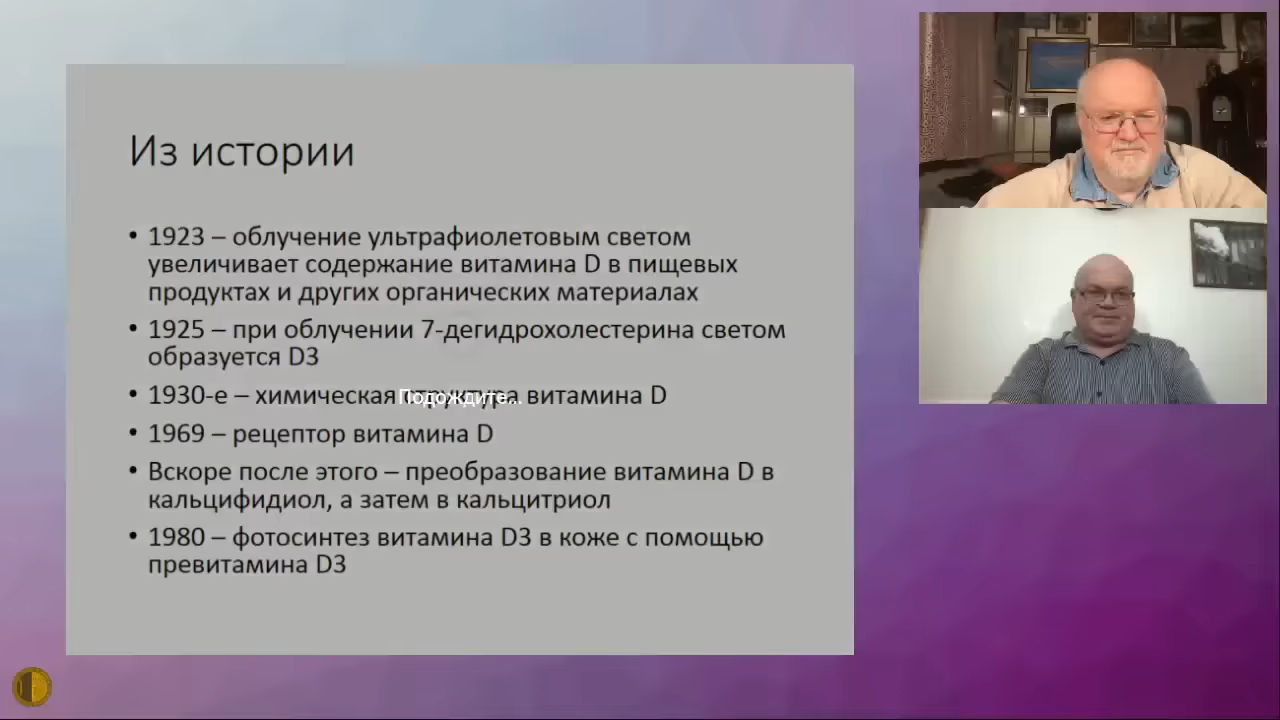 Из истории
• 1923 – облучение ультрафиолетовым светом
увеличивает содержание витамина D в пищевых
продуктах и других органических материалах
• 1925 – при облучении 7-дегидрохолестерина светом
образуется D3
• 1930-е – химическая структура витамина D
Подождите...
• 1969 – рецептор витамина D
• Вскоре после этого – преобразование витамина D в
кальцифидиол, а затем в кальцитриол
• 1980 – фотосинтез витамина D3 в коже с помощью
превитамина D3